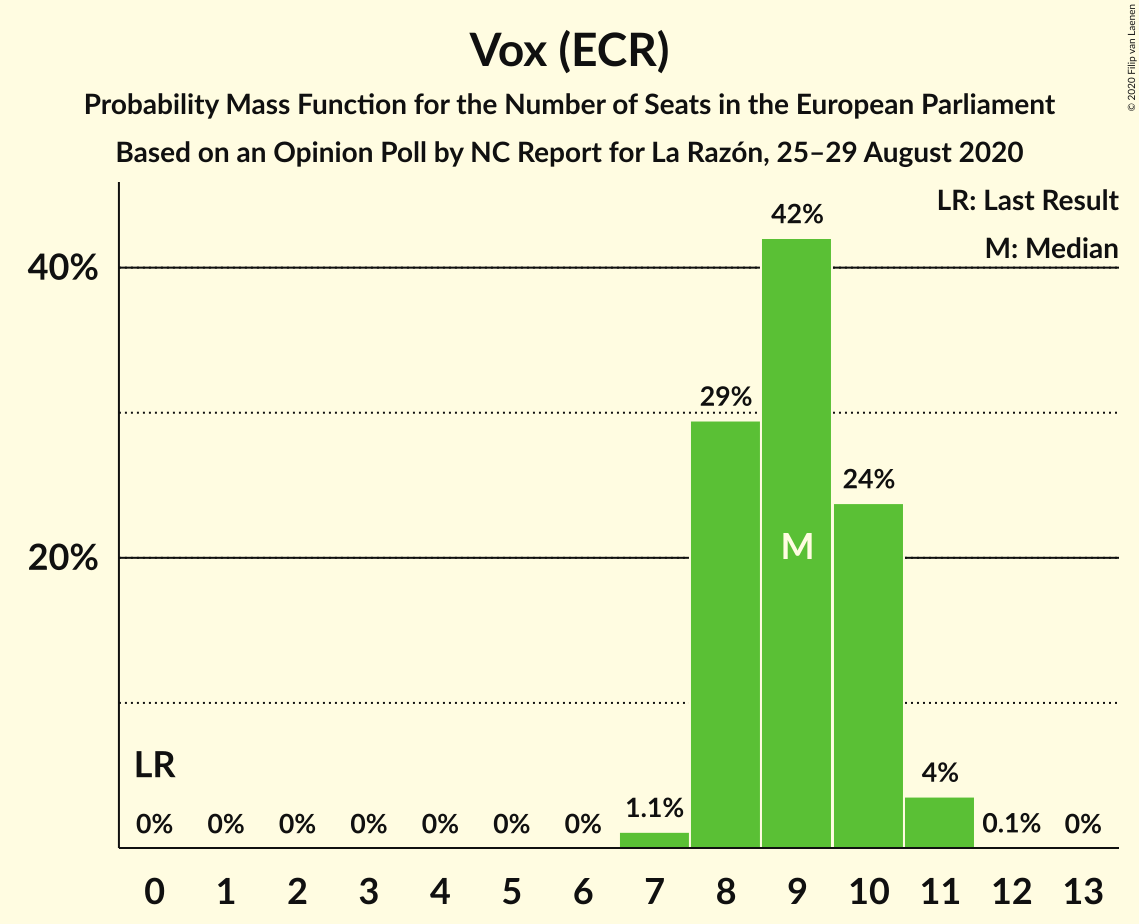 Vox (ECR)
Probability Mass Function for the Number of Seats in the European Parliament
Based on an Opinion Poll by NC Report for La Razón, 25–29 August 2020
© 2020 Filip van Laenen
LR: Last Result
M: Median
42%
40%
29%
24%
M
20%
LR
4%
1.1%
0% 0% 0% 0% 0% 0% 0% 0.1% 0%
0 1 2 3 4 5 6 7 8 9 10 11 12 13